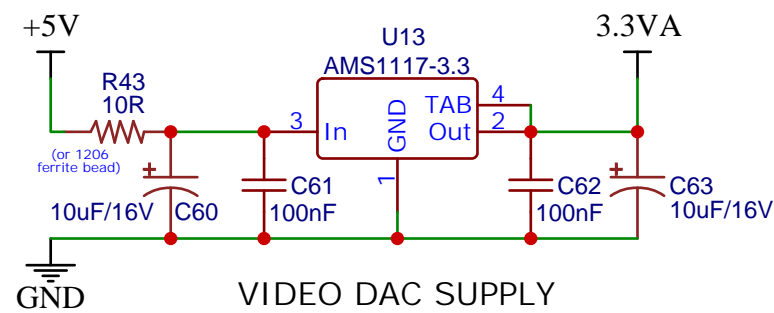 +5V
U13
3.3VA
AMS1117-3.3
R43
10R
TAB
4
3
In
GND
Out
2
(or 1206
ferrite bead)
1
C61
C62
C63
10uF/16V
C60
100nF
100nF
10uF/16V
GND
VIDEO DAC SUPPLY